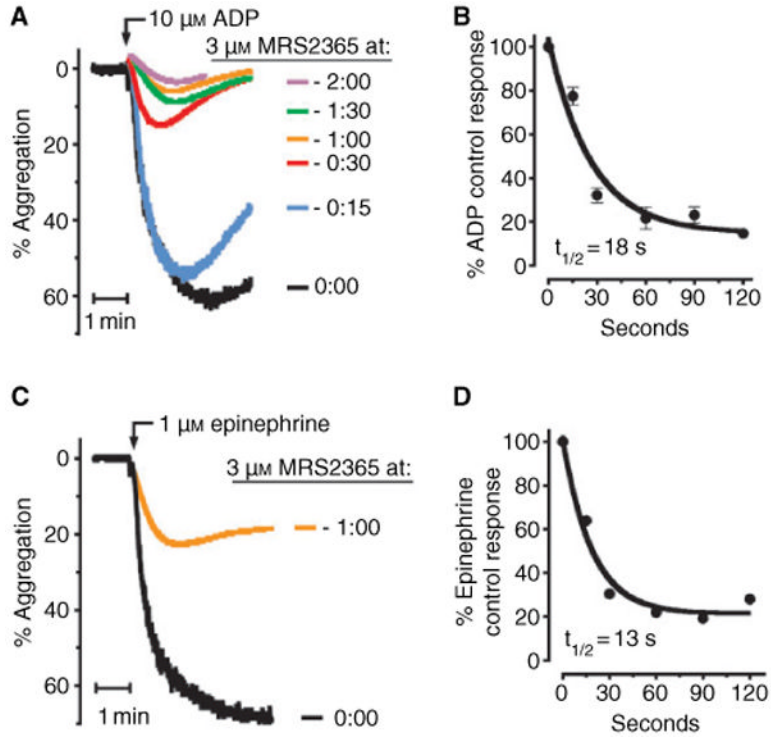 A
10 µM ADP
3 µM MRS2365 at:
0
20
40
60
% Aggregation
1 min
- 2:00
- 1:30
- 1:00
- 0:30
- 0:15
0:00
B
100
80
60
40
20
0
% ADP control response
t1/2 = 18 s
0 30 60 90 120
Seconds
C
1 µM epinephrine
3 µM MRS2365 at:
0
20
40
60
% Aggregation
1 min
- 1:00
0:00
D
100
80
60
40
20
0
% Epinephrine
control response
t1/2 = 13 s
0 30 60 90 120
Seconds